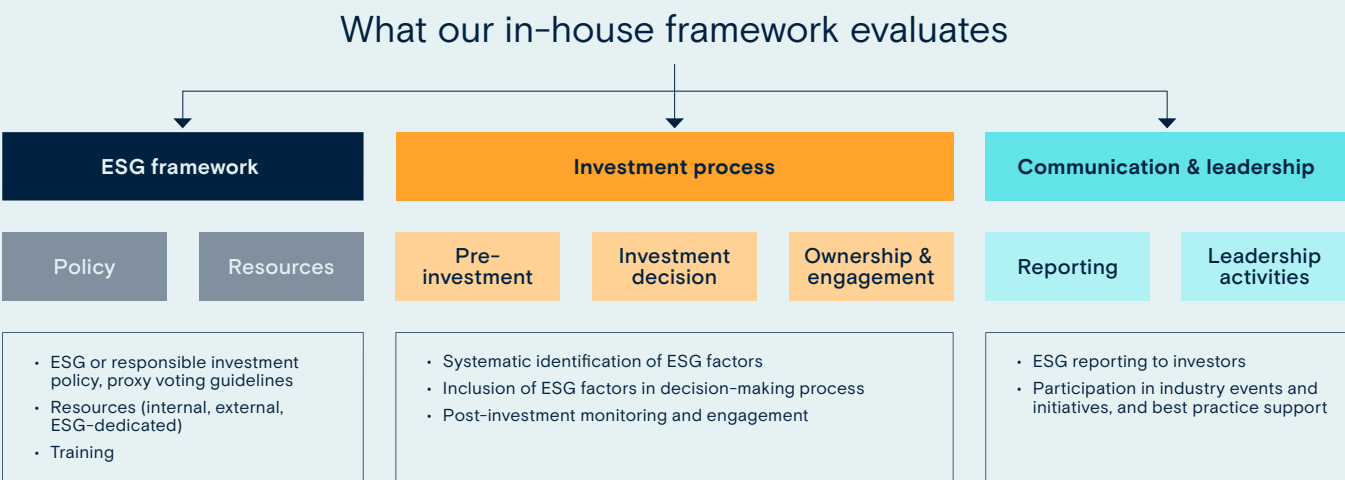 What our in-house framework evaluates
ESG framework
Investment process
Communication & leadership
Policy
Resources
Pre-
investment
Investment
decision
Ownership &
engagement
Reporting
Leadership
activities
• ESG or responsible investment
policy, proxy voting guidelines
• Resources (internal, external,
ESG-dedicated)
• Training
• Systematic identification of ESG factors
• Inclusion of ESG factors in decision-making process
• Post-investment monitoring and engagement
• ESG reporting to investors
• Participation in industry events and
initiatives, and best practice support